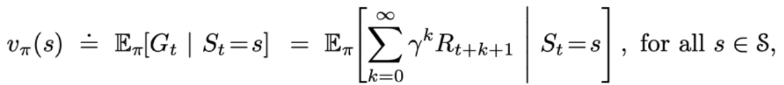 v_π(s) ≐ 𝔼_π[G_t | S_t=s] = 𝔼_π[∑_{k=0}^{∞} γ^k R_{t+k+1} | S_t=s], for all s ∈ 𝒮,